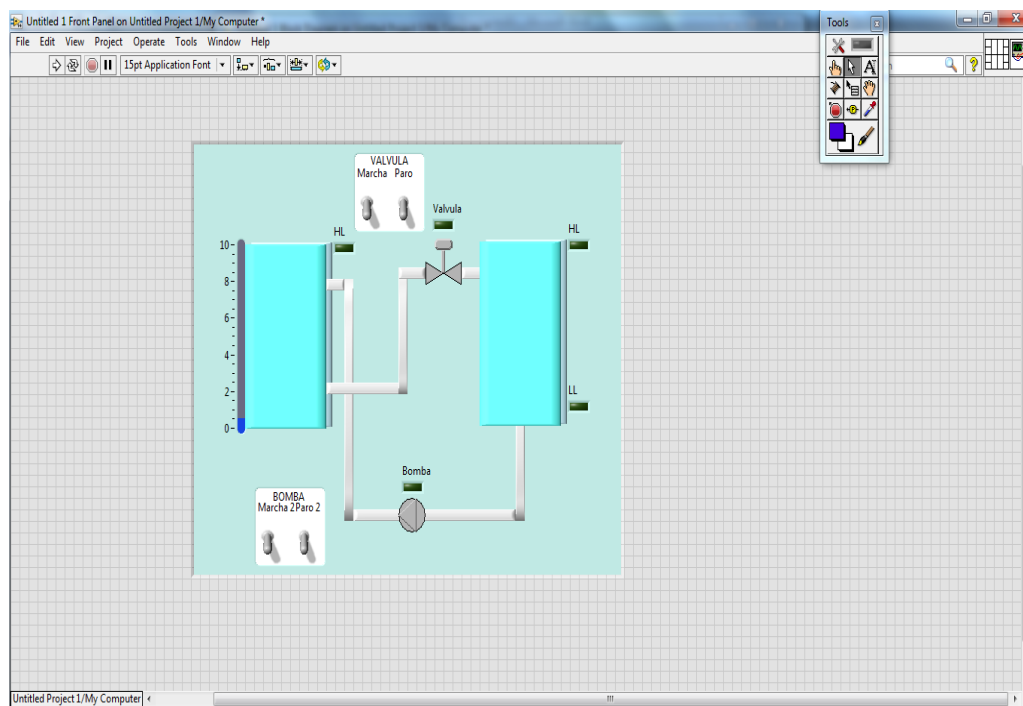 Untitled 1 Front Panel on Untitled Project 1/My Computer *
File Edit View Project Operate Tools Window Help
15pt Application Font
Tools
VALVULA
Marcha Paro
Valvula
HL
HL
10
8
6
4
2
0
LL
Bomba
BOMBA
Marcha 2 Paro 2
Untitled Project 1/My Computer